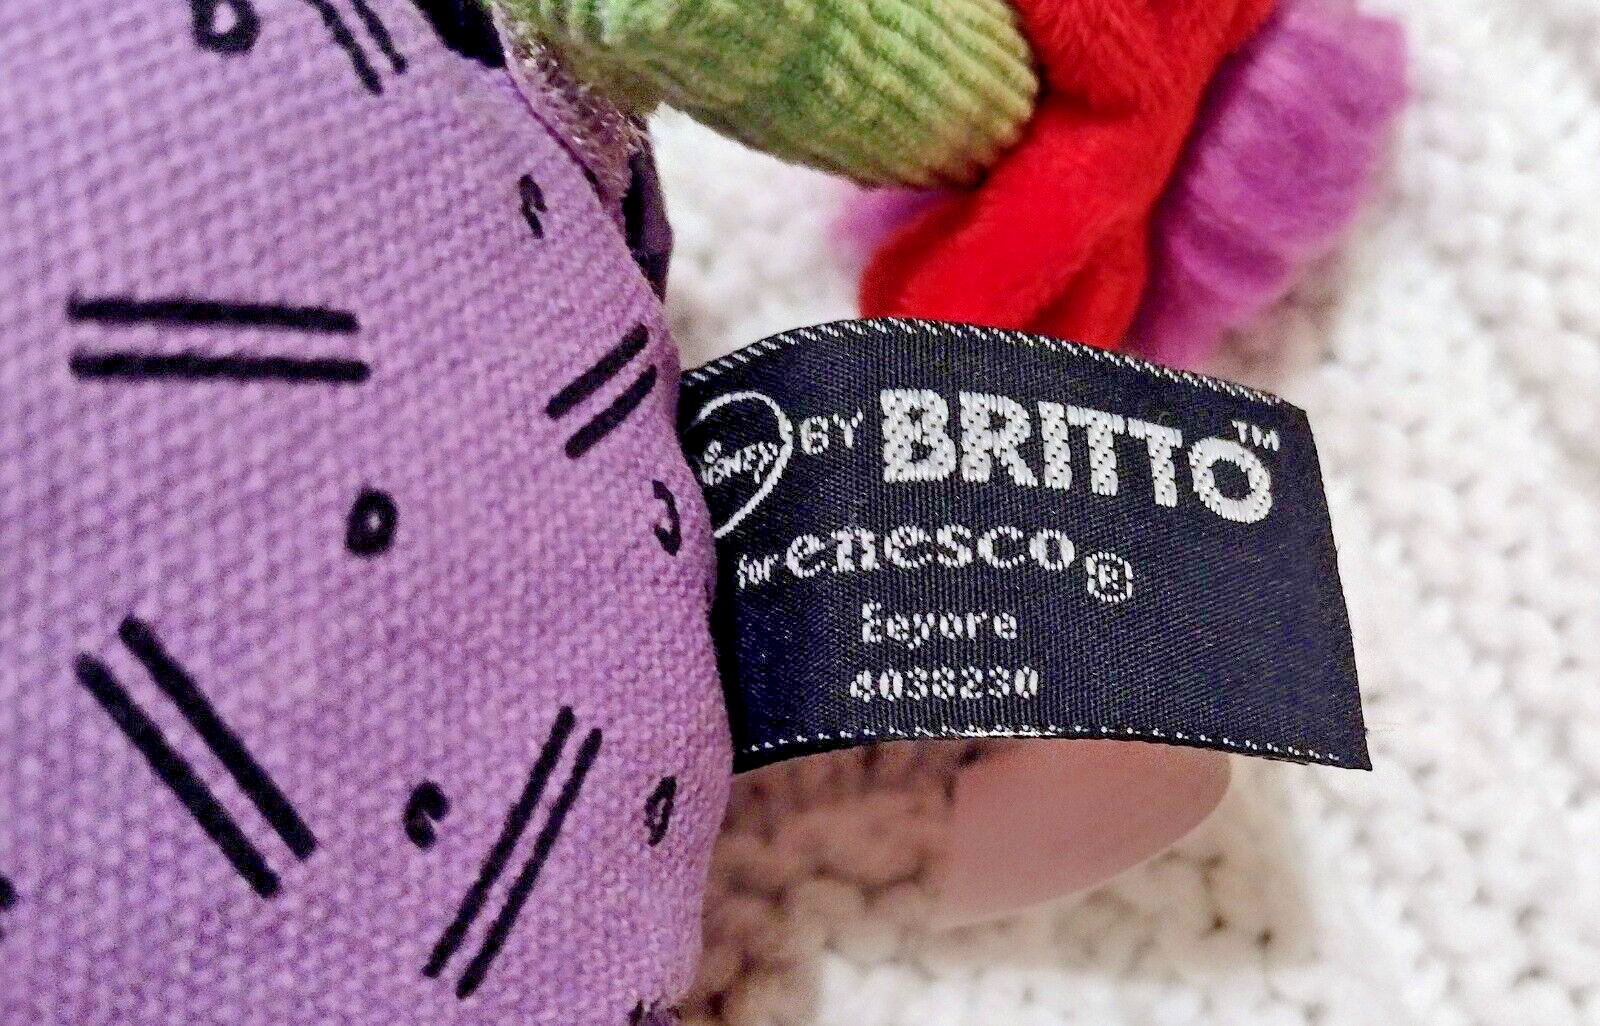 DISNEY BY BRITTO™
for enesco®
Eeyore
4038230